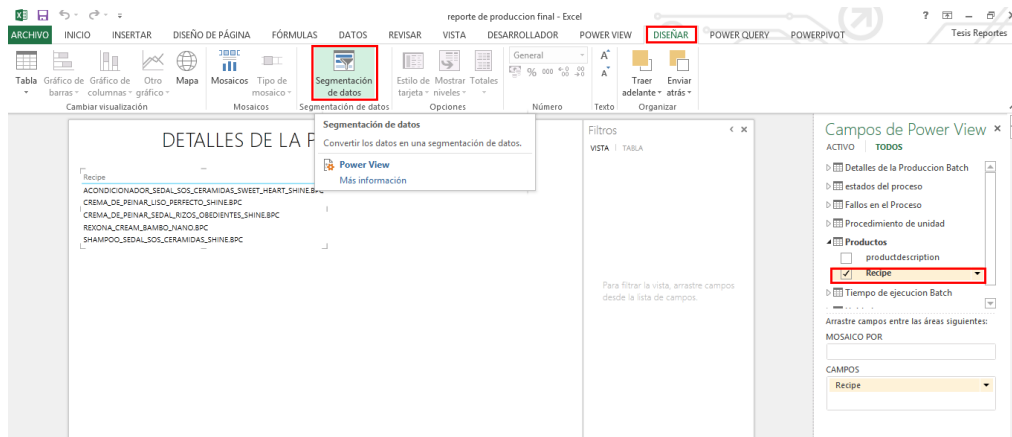 reporte de produccion final - Excel
ARCHIVO INICIO INSERTAR DISEÑO DE PÁGINA FÓRMULAS DATOS REVISAR VISTA DESARROLLADOR POWER VIEW DISEÑAR POWER QUERY POWERPIVOT Tesis Reportes
Tabla Gráfico de barras Gráfico de columnas Otro gráfico Mapa Mosaicos Tipo de mosaico Segmentación de datos Estilo de tarjeta Mostrar niveles Totales General % 000 Traer adelante Enviar atrás
Cambiar visualización Mosaicos Segmentación de datos Opciones Número Texto Organizar
DETALLES DE LA P
Segmentación de datos
Convertir los datos en una segmentación de datos.
Power View
Más información
Recipe
ACONDICIONADOR_SEDAL_SOS_CERAMIDAS_SWEET_HEART_SHINE.BPC
CREMA_DE_PEINAR_LISO_PERFECTO_SHINE.BPC
CREMA_DE_PEINAR_SEDAL_RIZOS_OBEDIENTES_SHINE.BPC
REXONA_CREAM_BAMBO_NANO.BPC
SHAMPOO_SEDAL_SOS_CERAMIDAS_SHINE.BPC
Filtros
VISTA TABLA
Para filtrar la vista, arrastre campos
desde la lista de campos.
Campos de Power View
ACTIVO TODOS
Detalles de la Produccion Batch
estados del proceso
Fallos en el Proceso
Procedimiento de unidad
Productos
productdescription
Recipe
Tiempo de ejecucion Batch
Arrastre campos entre las áreas siguientes:
MOSAICO POR
CAMPOS
Recipe